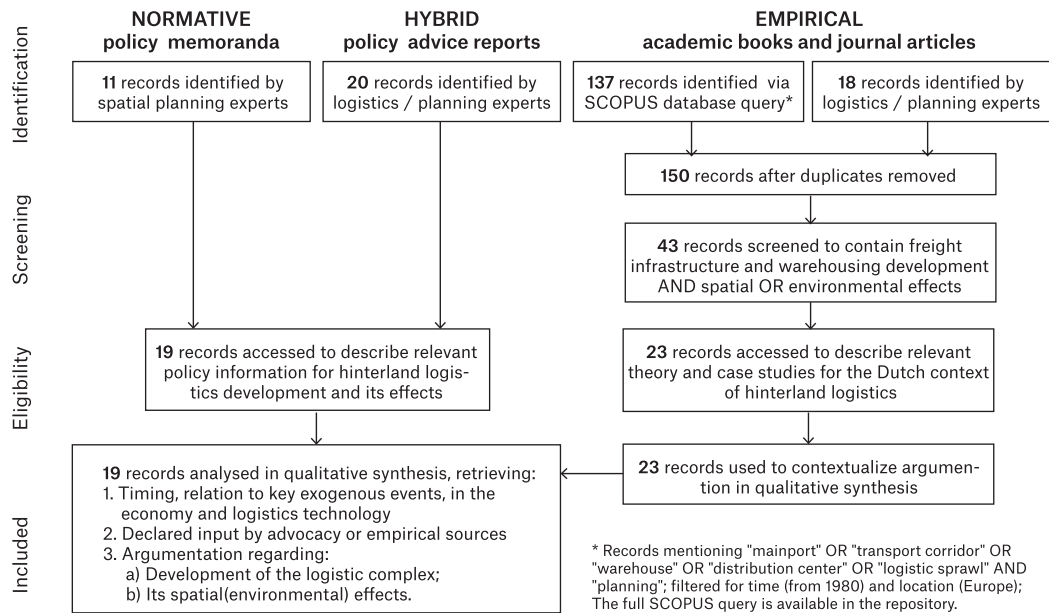 NORMATIVE
policy memoranda
HYBRID
policy advice reports
EMPIRICAL
academic books and journal articles
Identification
11 records identified by
spatial planning experts
20 records identified by
logistics / planning experts
137 records identified via
SCOPUS database query*
18 records identified by
logistics / planning experts
150 records after duplicates removed
Screening
43 records screened to contain freight
infrastructure and warehousing development
AND spatial OR environmental effects
Eligibility
19 records accessed to describe relevant
policy information for hinterland logis-
tics development and its effects
23 records accessed to describe relevant
theory and case studies for the Dutch context
of hinterland logistics
Included
19 records analysed in qualitative synthesis, retrieving:
1. Timing, relation to key exogenous events, in the
economy and logistics technology
2. Declared input by advocacy or empirical sources
3. Argumentation regarding:
a) Development of the logistic complex;
b) Its spatial(environmental) effects.
23 records used to contextualize argumen-
tion in qualitative synthesis
* Records mentioning "mainport" OR "transport corridor" OR
"warehouse" OR "distribution center" OR "logistic sprawl" AND
"planning"; filtered for time (from 1980) and location (Europe);
The full SCOPUS query is available in the repository.